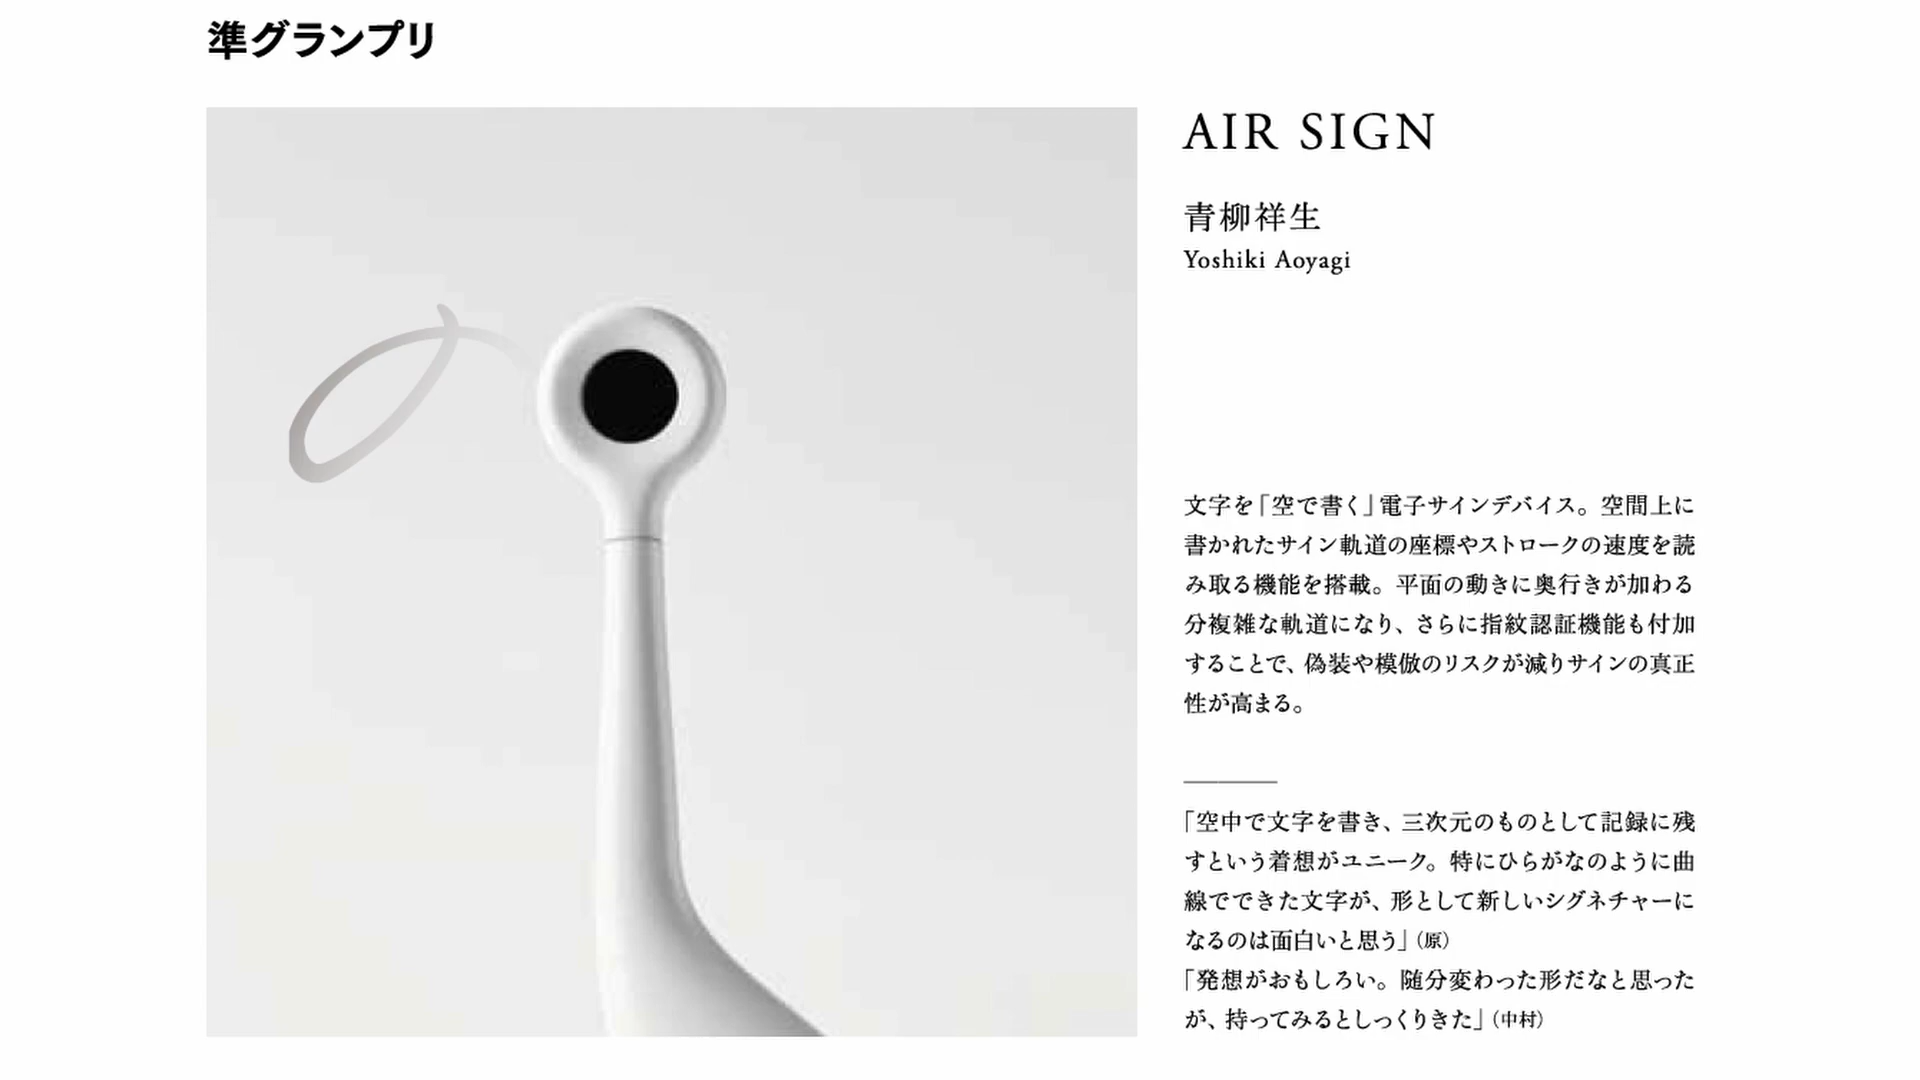 準グランプリ
AIR SIGN
青柳祥生
Yoshiki Aoyagi
文字を「空で書く」電子サインデバイス。空間上に
書かれたサイン軌道の座標やストロークの速度を読
み取る機能を搭載。平面の動きに奥行きが加わる
分複雑な軌道になり、さらに指紋認証機能も付加
することで、偽装や模倣のリスクが減りサインの真正
性が高まる。
「空中で文字を書き、三次元のものとして記録に残
すという着想がユニーク。特にひらがなのように曲
線でできた文字が、形として新しいシグネチャーに
なるのは面白いと思う」（原）
「発想がおもしろい。随分変わった形だなと思った
が、持ってみるとしっくりきた」（中村）